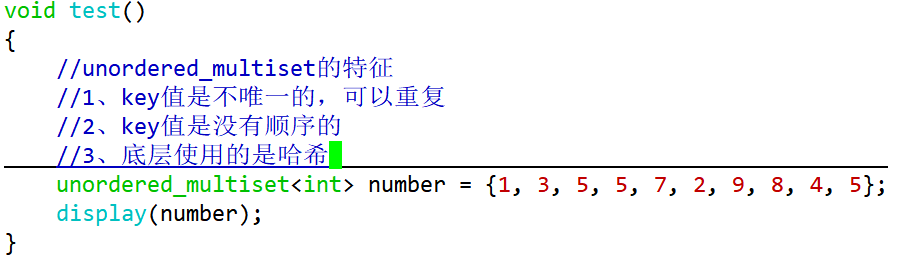 void test()
{
    //unordered_multiset的特征
    //1、key值是不唯一的，可以重复
    //2、key值是没有顺序的
    //3、底层使用的是哈希
    unordered_multiset<int> number = {1, 3, 5, 5, 7, 2, 9, 8, 4, 5};
    display(number);
}